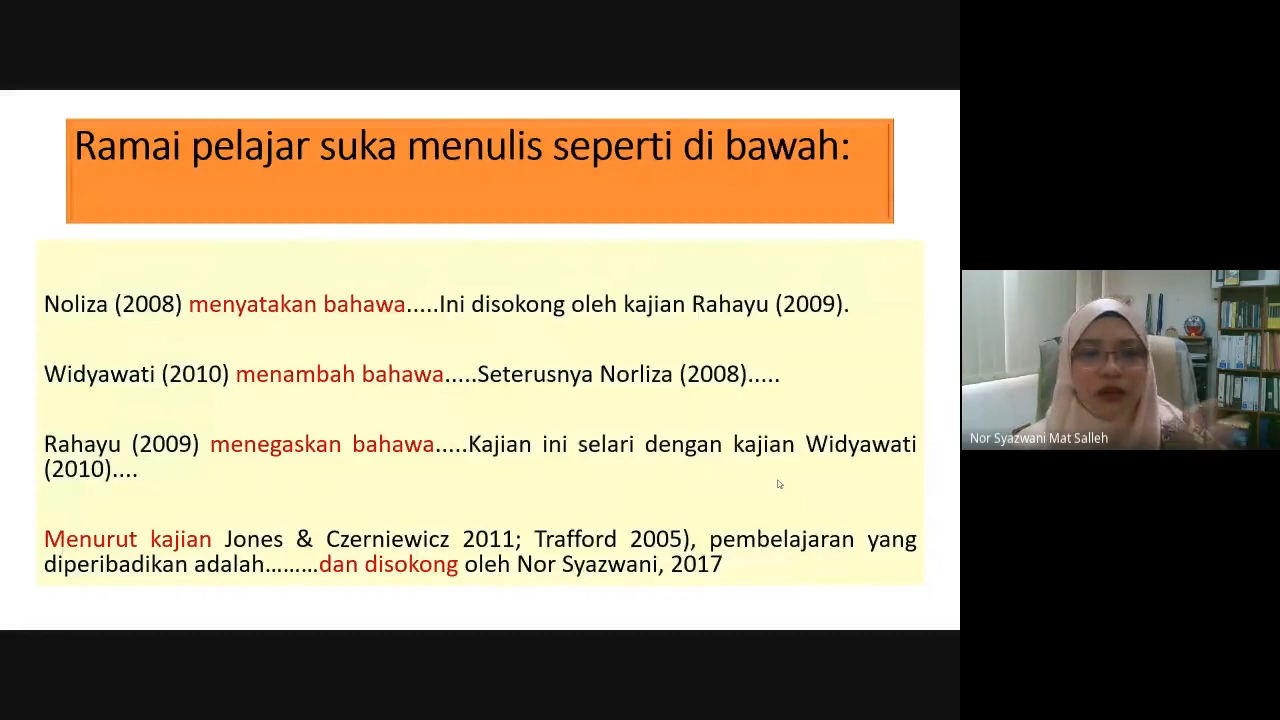 Ramai pelajar suka menulis seperti di bawah:
Noliza (2008) menyatakan bahawa.....Ini disokong oleh kajian Rahayu (2009).
Widyawati (2010) menambah bahawa.....Seterusnya Norliza (2008).....
Rahayu (2009) menegaskan bahawa.....Kajian ini selari dengan kajian Widyawati
(2010)....
Menurut kajian Jones & Czerniewicz 2011; Trafford 2005), pembelajaran yang
diperibadikan adalah………dan disokong oleh Nor Syazwani, 2017
Nor Syazwani Mat Salleh